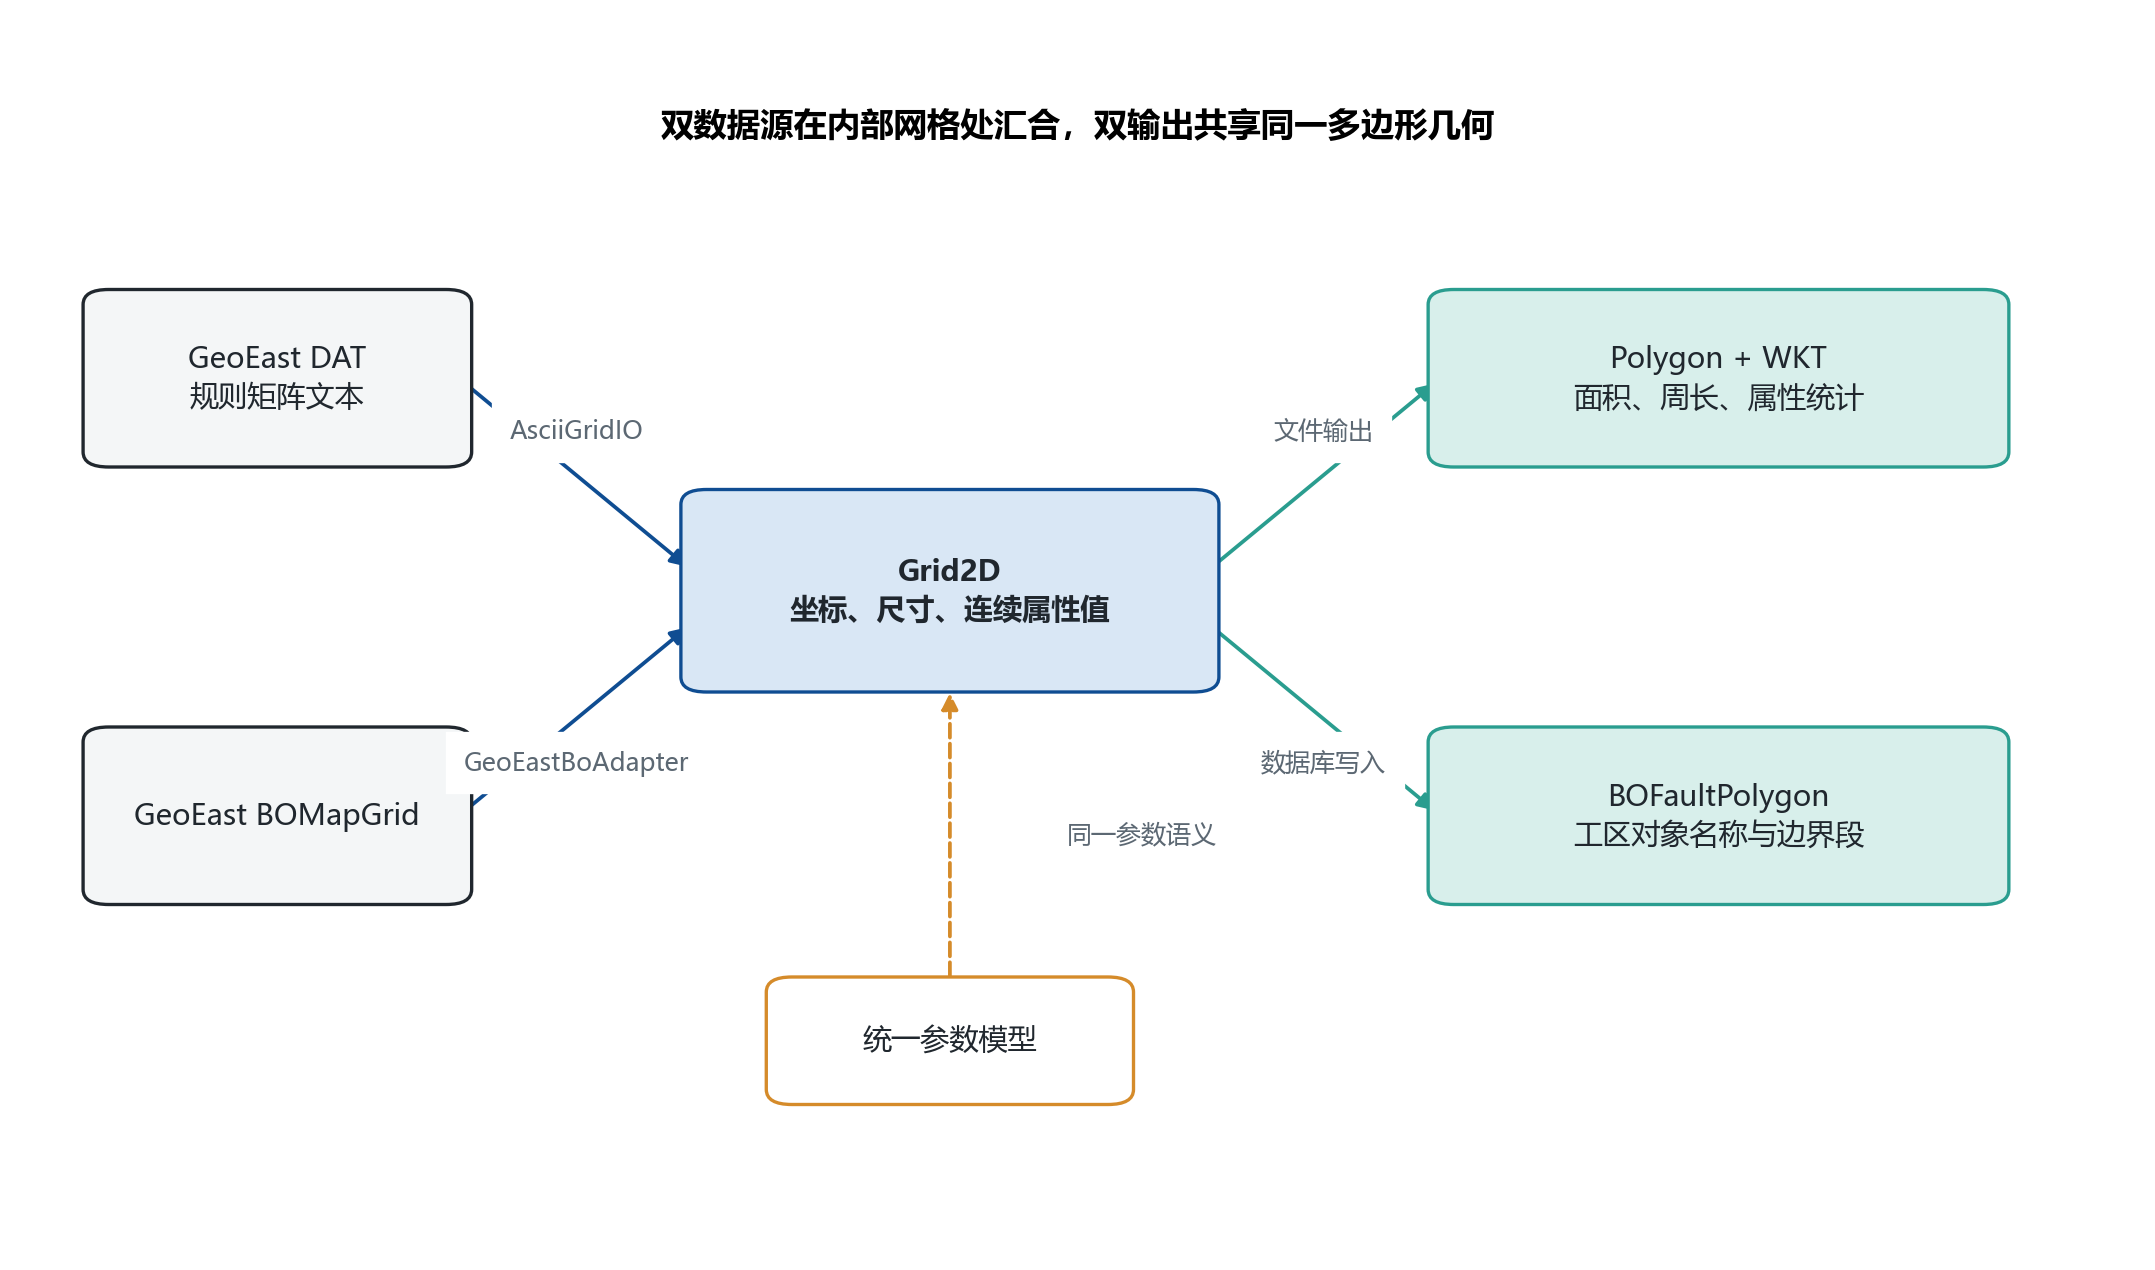 双数据源在内部网格处汇合，双输出共享同一多边形几何
GeoEast DAT
规则矩阵文本
AsciiGridIO
文件输出
Polygon + WKT
面积、周长、属性统计
Grid2D
坐标、尺寸、连续属性值
GeoEast BOMapGrid
GeoEastBoAdapter
数据库写入
BOFaultPolygon
工区对象名称与边界段
同一参数语义
统一参数模型